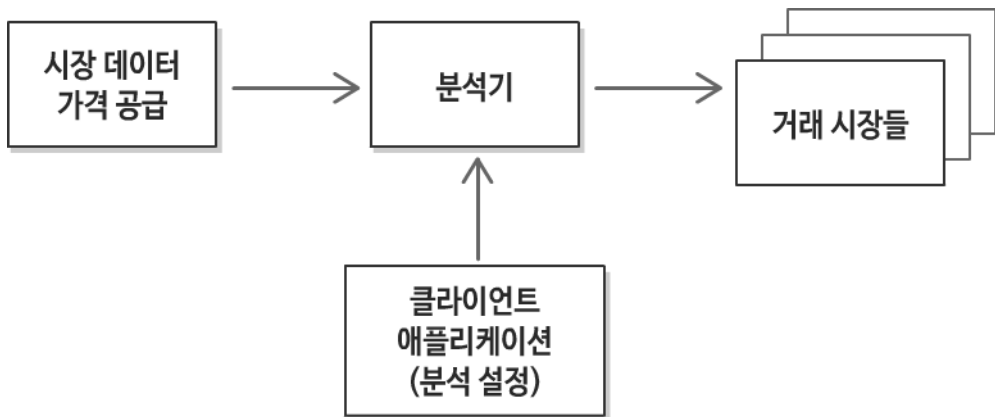 시장 데이터
가격 공급
분석기
거래 시장들
클라이언트
애플리케이션
(분석 설정)